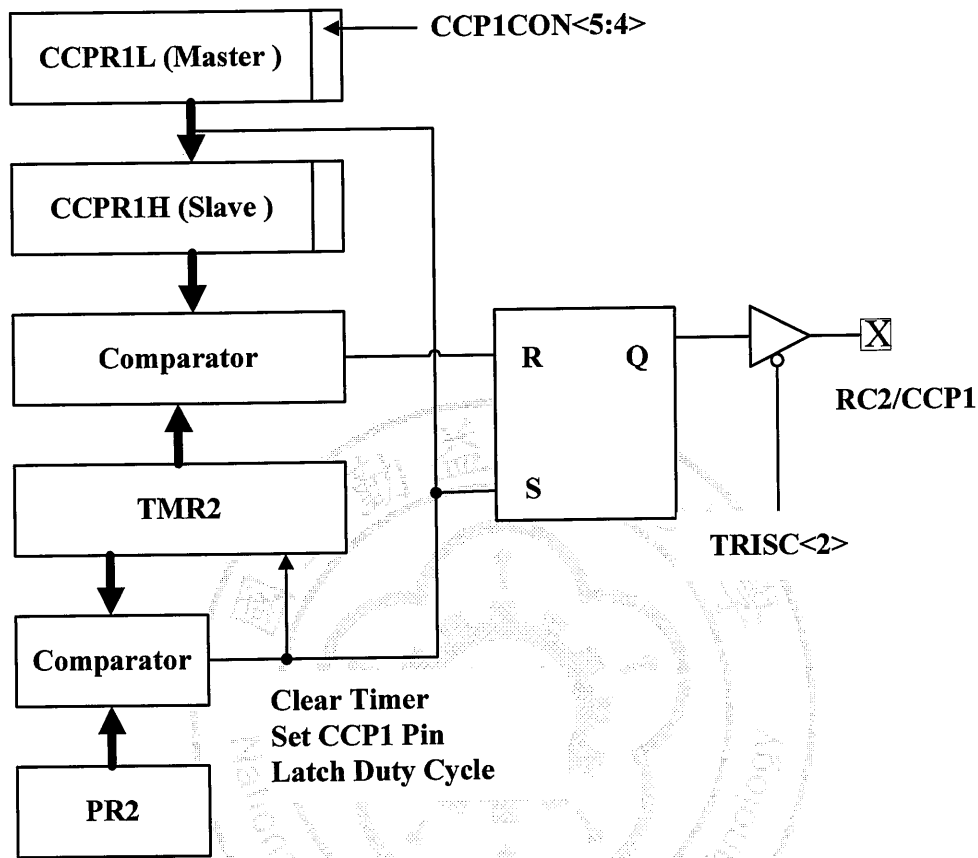 CCP1CON<5:4>
CCPR1L (Master )
CCPR1H (Slave )
Comparator
R
Q
X
RC2/CCP1
TMR2
S
TRISC<2>
Comparator
Clear Timer
Set CCP1 Pin
Latch Duty Cycle
PR2